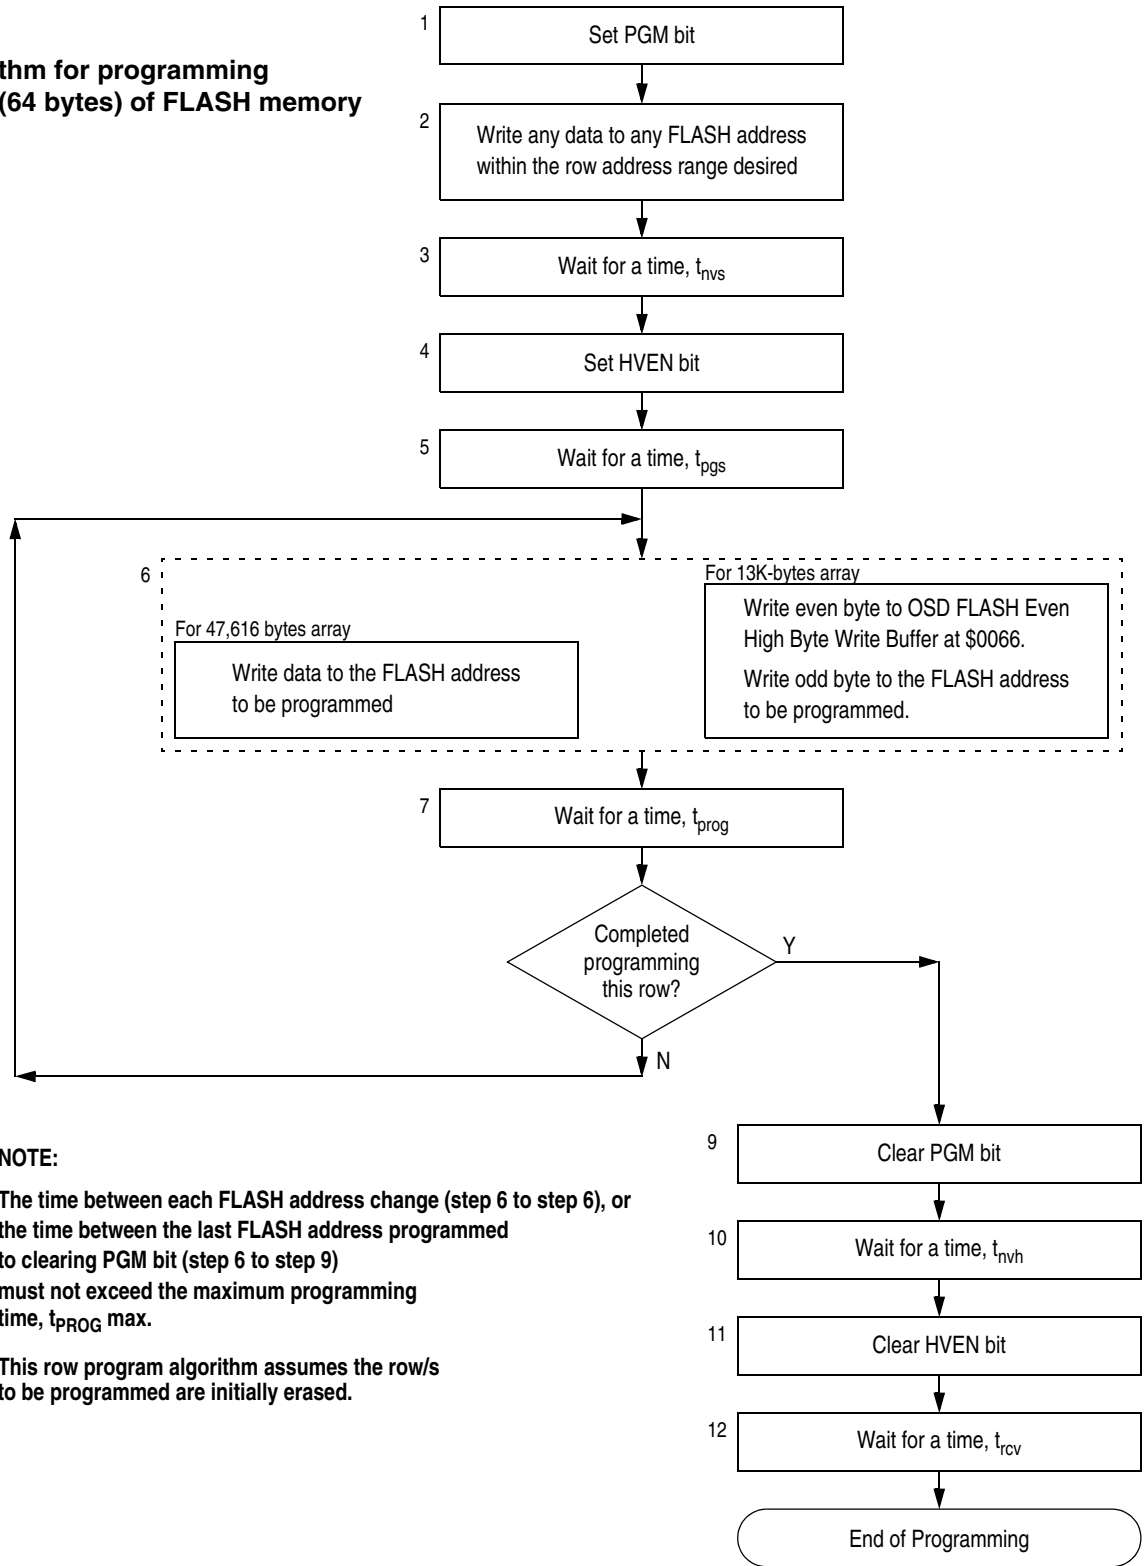 1
Set PGM bit
thm for programming
(64 bytes) of FLASH memory
2
Write any data to any FLASH address
within the row address range desired
3
Wait for a time, tnvs
4
Set HVEN bit
5
Wait for a time, tpgs
6
For 13K-bytes array
Write even byte to OSD FLASH Even
High Byte Write Buffer at $0066.
Write odd byte to the FLASH address
to be programmed.
For 47,616 bytes array
Write data to the FLASH address
to be programmed
7
Wait for a time, tprog
Completed
programming
this row?
Y
N
NOTE:
The time between each FLASH address change (step 6 to step 6), or
the time between the last FLASH address programmed
to clearing PGM bit (step 6 to step 9)
must not exceed the maximum programming
time, tPROG max.
This row program algorithm assumes the row/s
to be programmed are initially erased.
9
Clear PGM bit
10
Wait for a time, tnvh
11
Clear HVEN bit
12
Wait for a time, trcv
End of Programming